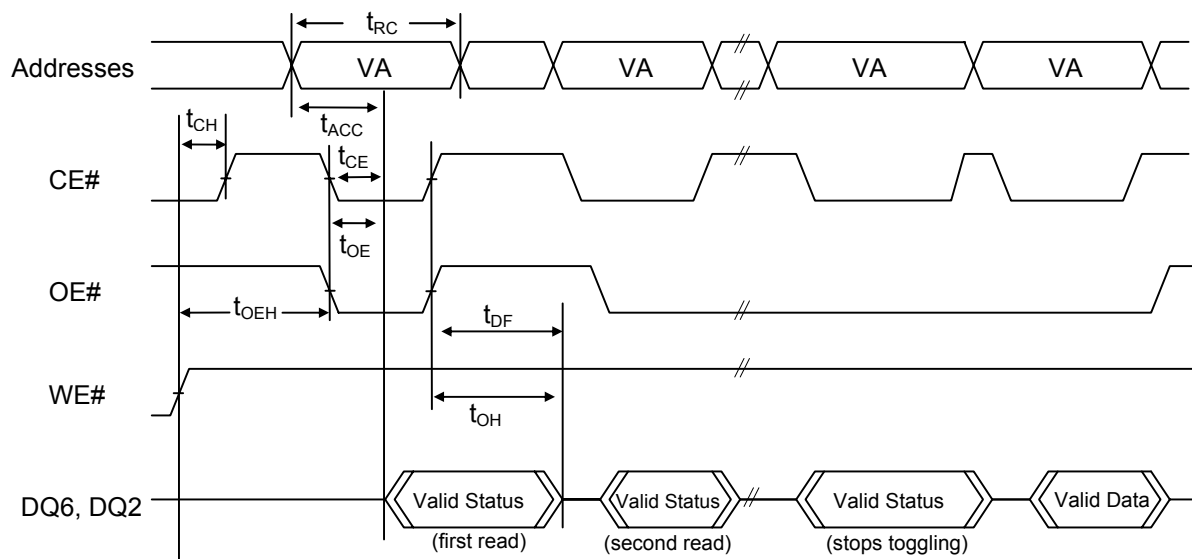 tRC
Addresses VA VA VA VA
tCH tACC
tCE
CE#
tOE
OE#
tOEH tDF
WE#
tOH
DQ6, DQ2 Valid Status Valid Status Valid Status Valid Data
(first read) (second read) (stops toggling)